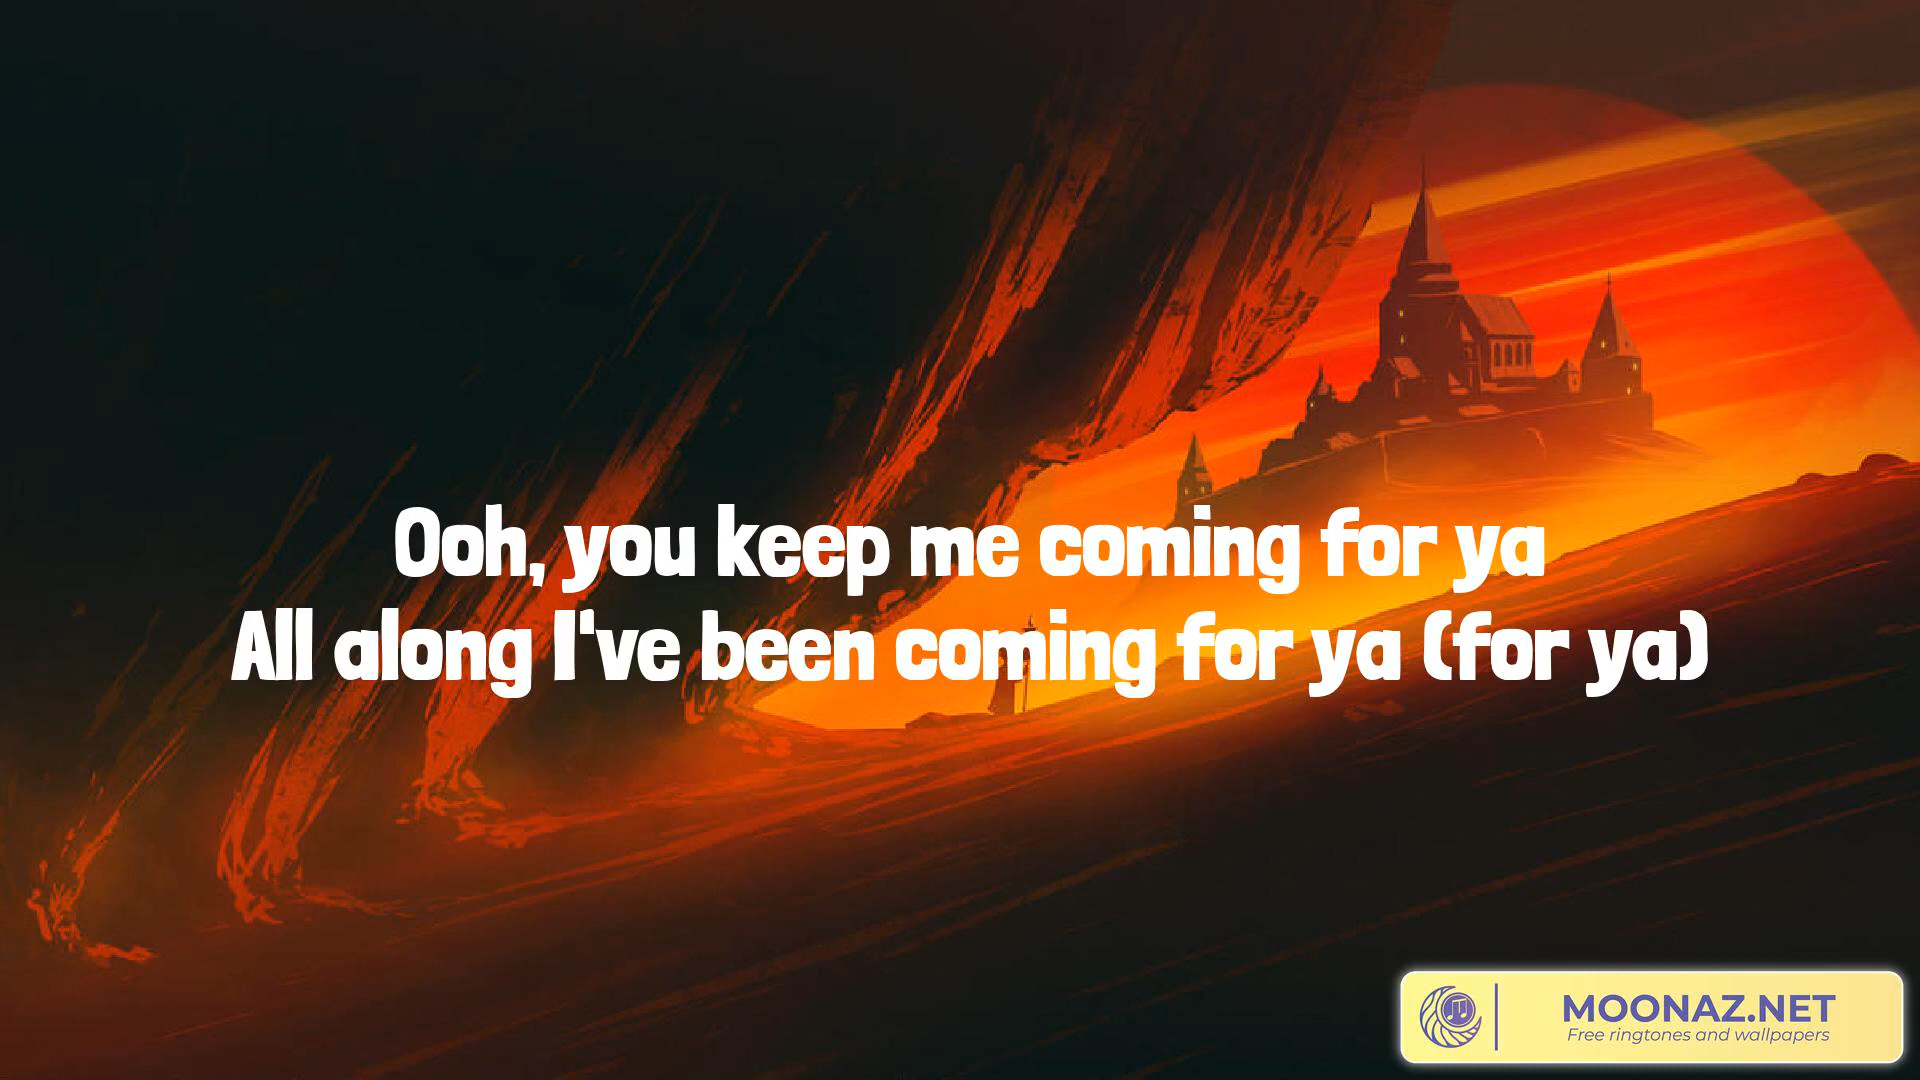 Ooh, you keep me coming for ya
All along I've been coming for ya (for ya)
MOONAZ.NET
Free ringtones and wallpapers